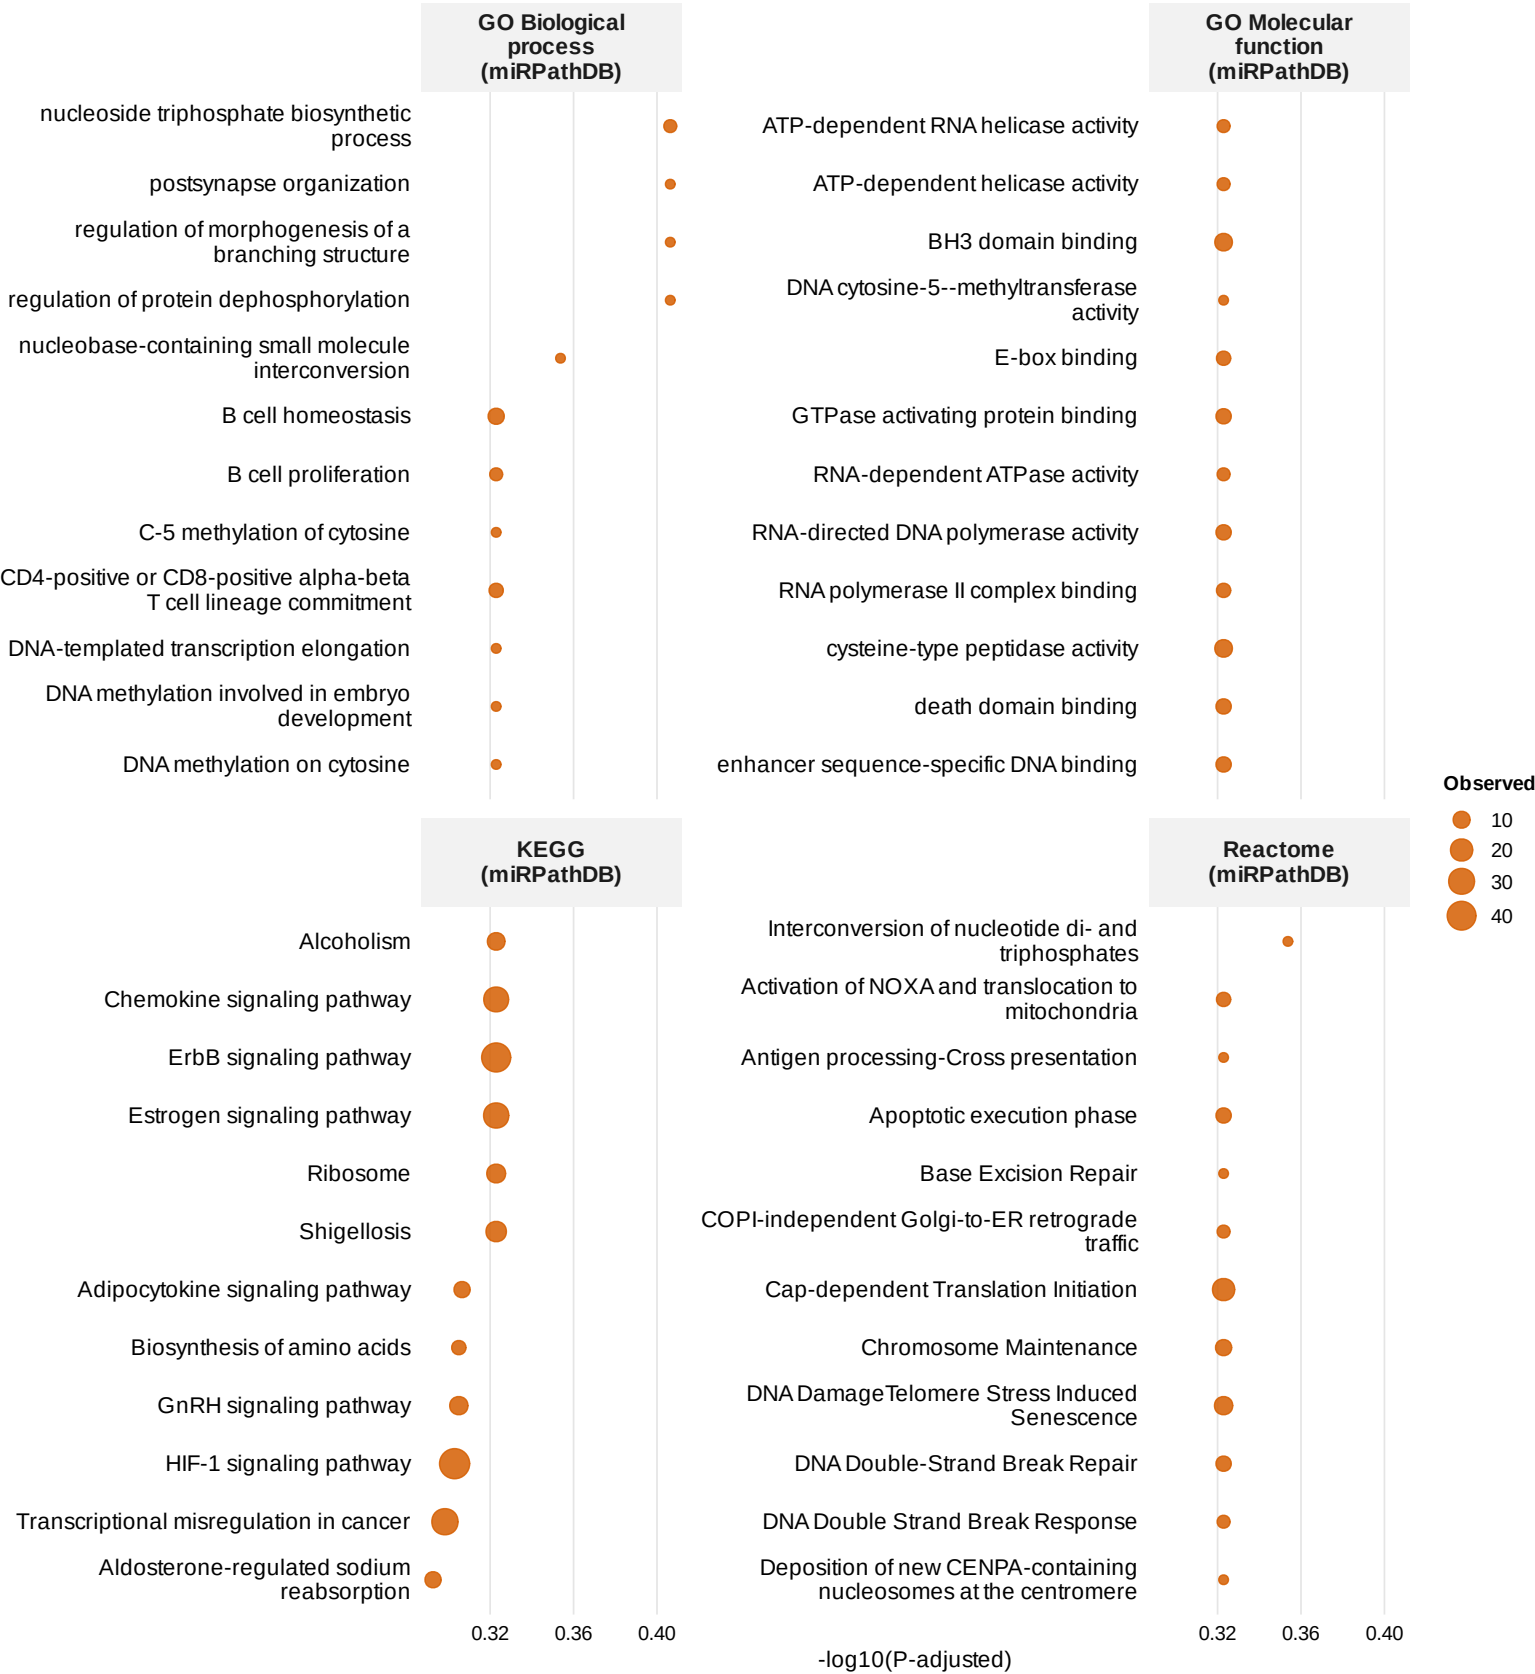 GO Biological
process
(miRPathDB)
nucleoside triphosphate biosynthetic
process
postsynapse organization
regulation of morphogenesis of a
branching structure
regulation of protein dephosphorylation
nucleobase-containing small molecule
interconversion
B cell homeostasis
B cell proliferation
C-5 methylation of cytosine
CD4-positive or CD8-positive alpha-beta
T cell lineage commitment
DNA-templated transcription elongation
DNA methylation involved in embryo
development
DNA methylation on cytosine
GO Molecular
function
(miRPathDB)
ATP-dependent RNA helicase activity
ATP-dependent helicase activity
BH3 domain binding
DNA cytosine-5--methyltransferase
activity
E-box binding
GTPase activating protein binding
RNA-dependent ATPase activity
RNA-directed DNA polymerase activity
RNA polymerase II complex binding
cysteine-type peptidase activity
death domain binding
enhancer sequence-specific DNA binding
KEGG
(miRPathDB)
Alcoholism
Chemokine signaling pathway
ErbB signaling pathway
Estrogen signaling pathway
Ribosome
Shigellosis
Adipocytokine signaling pathway
Biosynthesis of amino acids
GnRH signaling pathway
HIF-1 signaling pathway
Transcriptional misregulation in cancer
Aldosterone-regulated sodium
reabsorption
0.32 0.36 0.40
Reactome
(miRPathDB)
Interconversion of nucleotide di- and
triphosphates
Activation of NOXA and translocation to
mitochondria
Antigen processing-Cross presentation
Apoptotic execution phase
Base Excision Repair
COPI-independent Golgi-to-ER retrograde
traffic
Cap-dependent Translation Initiation
Chromosome Maintenance
DNA DamageTelomere Stress Induced
Senescence
DNA Double-Strand Break Repair
DNA Double Strand Break Response
Deposition of new CENPA-containing
nucleosomes at the centromere
0.32 0.36 0.40
-log10(P-adjusted)
Observed
10
20
30
40